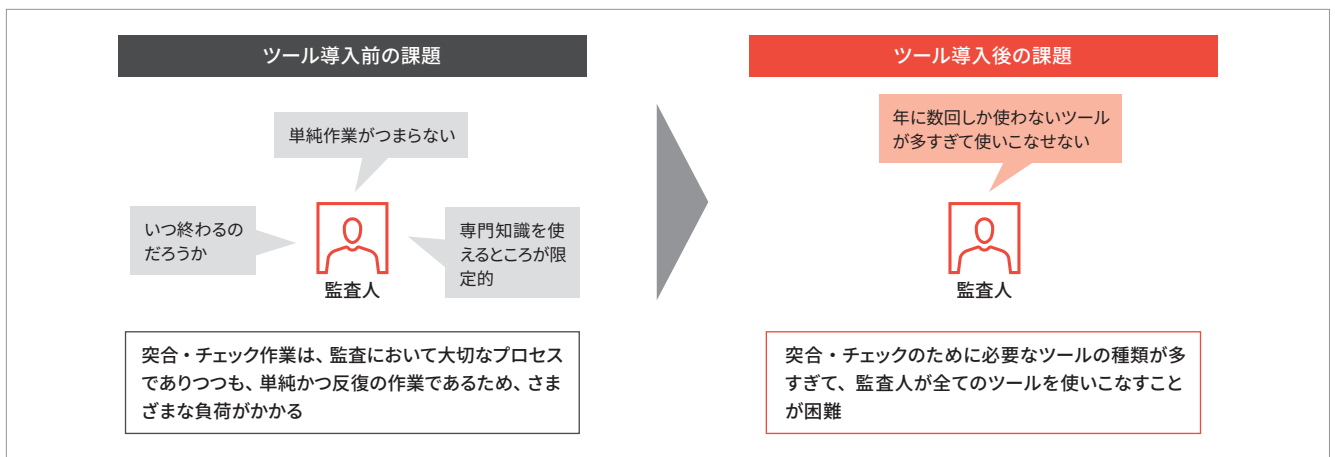 ツール導入前の課題
単純作業がつまらない
いつ終わるの
だろうか
専門知識を使
えるところが限
定的
監査人
突合・チェック作業は、監査において大切なプロセス
でありつつも、単純かつ反復の作業であるため、さま
ざまな負荷がかかる
ツール導入後の課題
年に数回しか使わないツール
が多すぎて使いこなせない
監査人
突合・チェックのために必要なツールの種類が多
すぎて、監査人が全てのツールを使いこなすこと
が困難